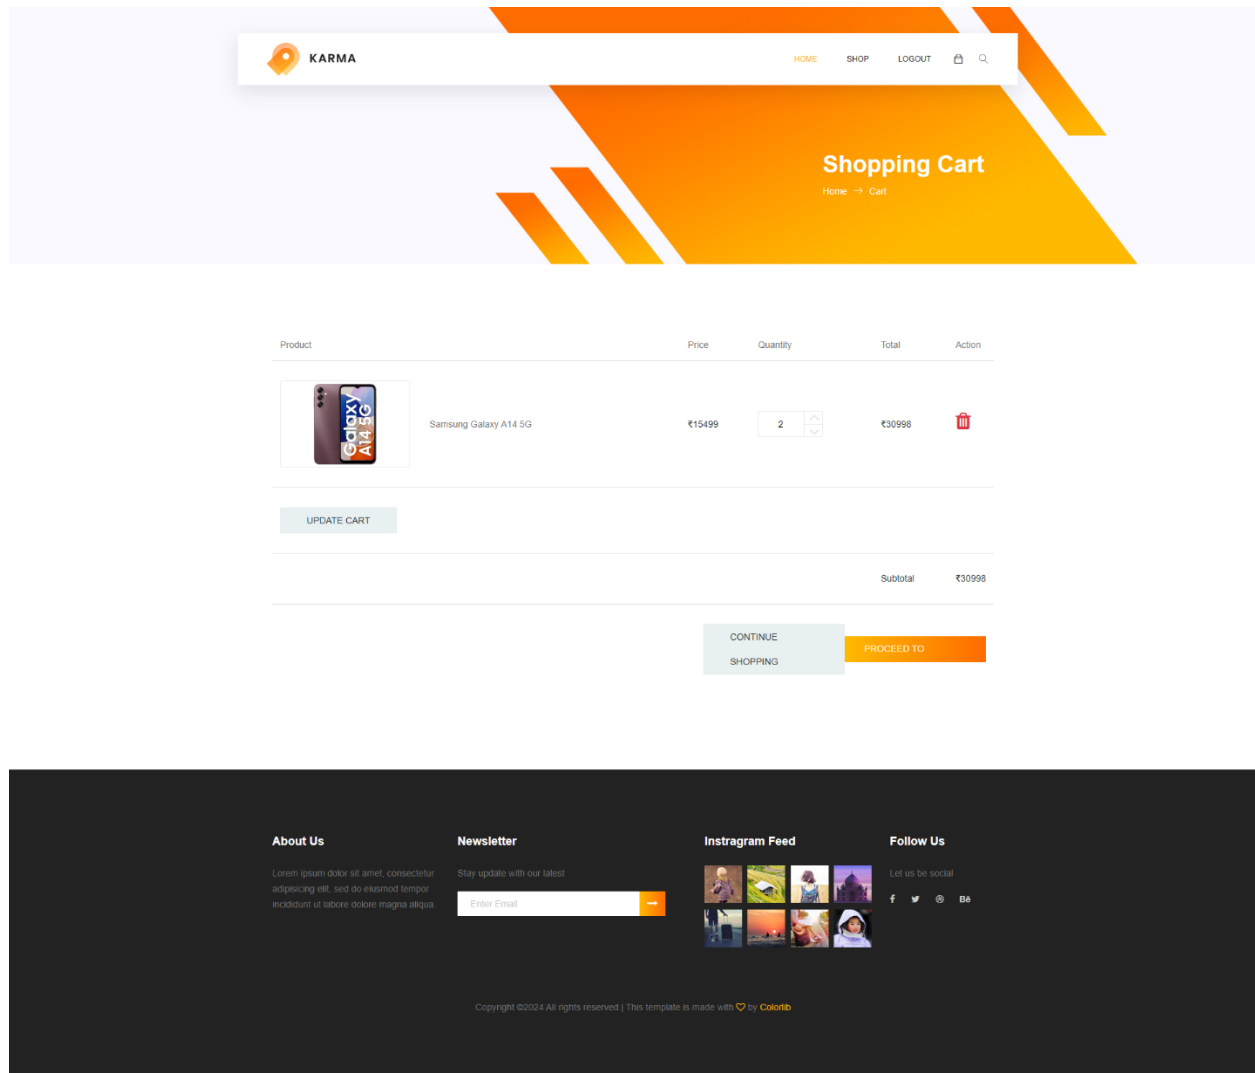 KARMA
HOME SHOP LOGOUT
Shopping Cart
Home → Cart
Product Price Quantity Total Action
Galaxy
A14 5G
Samsung Galaxy A14 5G ₹15499 2 ₹30998
UPDATE CART
Subtotal ₹30998
CONTINUE
SHOPPING
PROCEED TO
About Us
Lorem ipsum dolor sit amet, consectetur
adipisicing elit, sed do eiusmod tempor
incididunt ut labore dolore magna aliqua.
Newsletter
Stay update with our latest
Enter Email
Instragram Feed
Follow Us
Let us be social
Copyright ©2024 All rights reserved | This template is made with ♡ by Colorlib